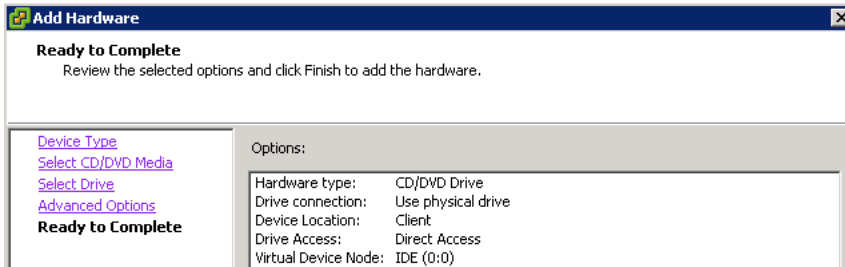 Add Hardware
Ready to Complete
Review the selected options and click Finish to add the hardware.
Device Type
Select CD/DVD Media
Select Drive
Advanced Options
Ready to Complete
Options:
Hardware type: CD/DVD Drive
Drive connection: Use physical drive
Device Location: Client
Drive Access: Direct Access
Virtual Device Node: IDE (0:0)